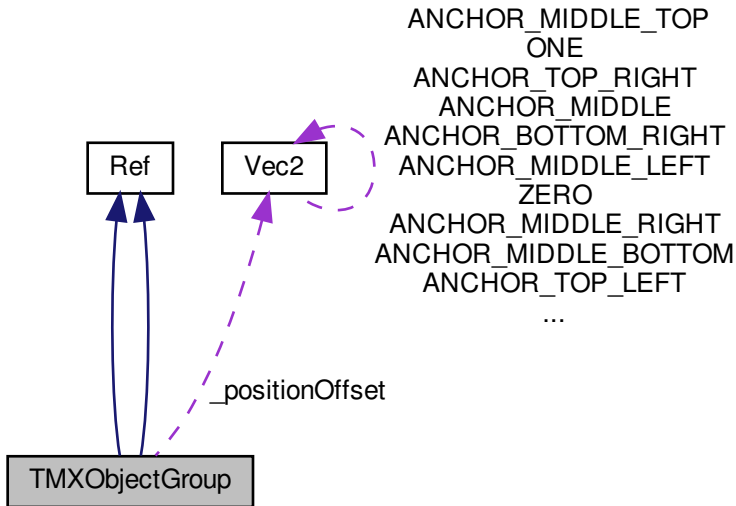 ANCHOR_MIDDLE_TOP
ONE
ANCHOR_TOP_RIGHT
ANCHOR_MIDDLE
ANCHOR_BOTTOM_RIGHT
ANCHOR_MIDDLE_LEFT
ZERO
ANCHOR_MIDDLE_RIGHT
ANCHOR_MIDDLE_BOTTOM
ANCHOR_TOP_LEFT
...
Ref
Vec2
_positionOffset
TMXObjectGroup